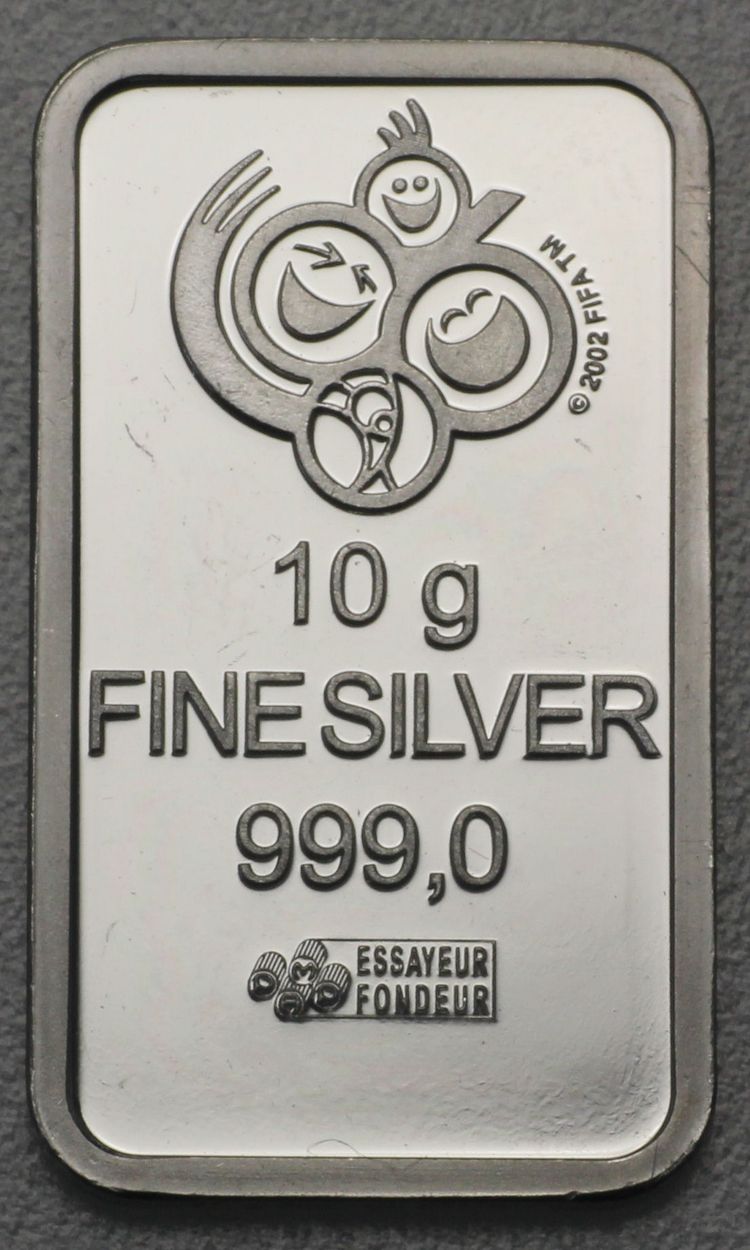 © 2002 FIFA TM
10 g
FINE SILVER
999,0
ESSAYEUR
FONDEUR